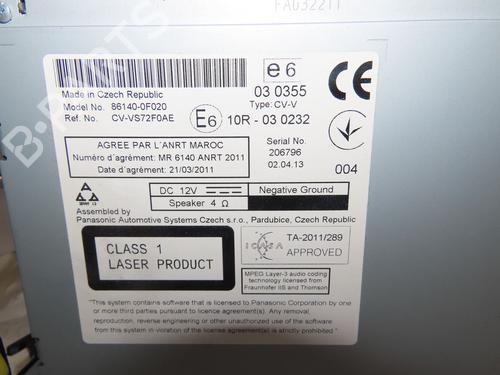 FAG32211
B-PARTS
Made in Czech Republic
Model No. 86140-0F020
Ref. No. CV-VS72F0AE
e6
03 0355
Type: CV-V
CE
E6 10R - 03 0232
AGREE PAR L'ANRT MAROC
Numéro d'agrément: MR 6140 ANRT 2011
Date d'agrément: 21/03/2011
Serial No.
206796
02.04.13
004
DC 12V
Negative Ground
Speaker 4 Ω
Assembled by
Panasonic Automotive Systems Czech s.r.o., Pardubice, Czech Republic
CLASS 1
LASER PRODUCT
ICASA
TA-2011/289
APPROVED
MPEG Layer-3 audio coding
technology licensed from
Fraunhofer IIS and Thomson
"This system contains software that is licensed to Panasonic Corporation by one
or more third parties pursuant to licence agreement(s). Any removal,
reproduction, reverse engineering or other unauthorized use of the software
from this system in violation of the license agreement(s) is strictly prohibited."